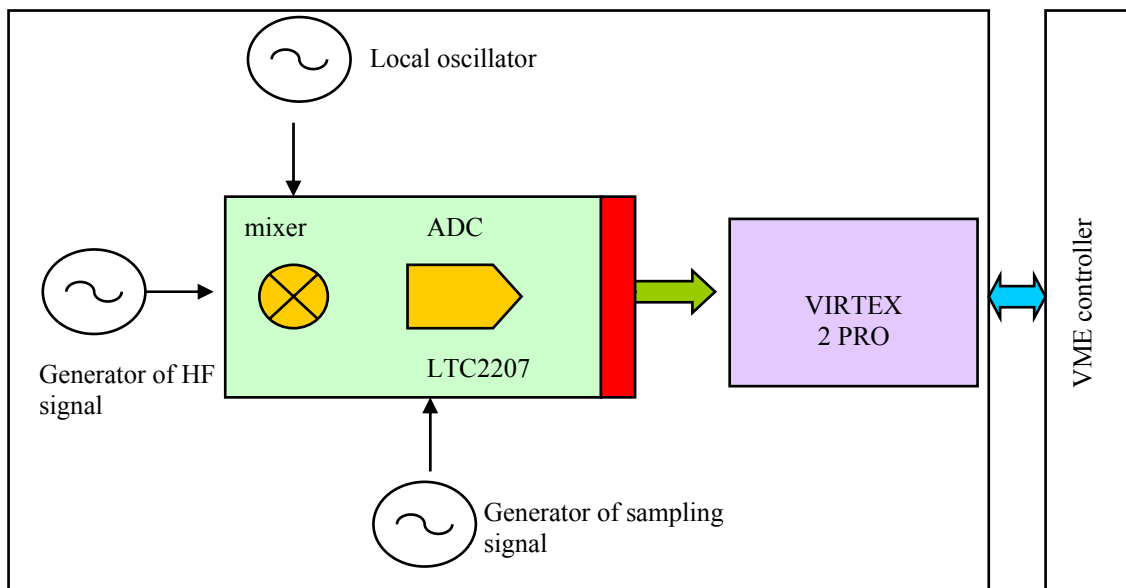 Local oscillator
mixer
ADC
VIRTEX
2 PRO
LTC2207
Generator of HF
signal
Generator of sampling
signal
VME controller